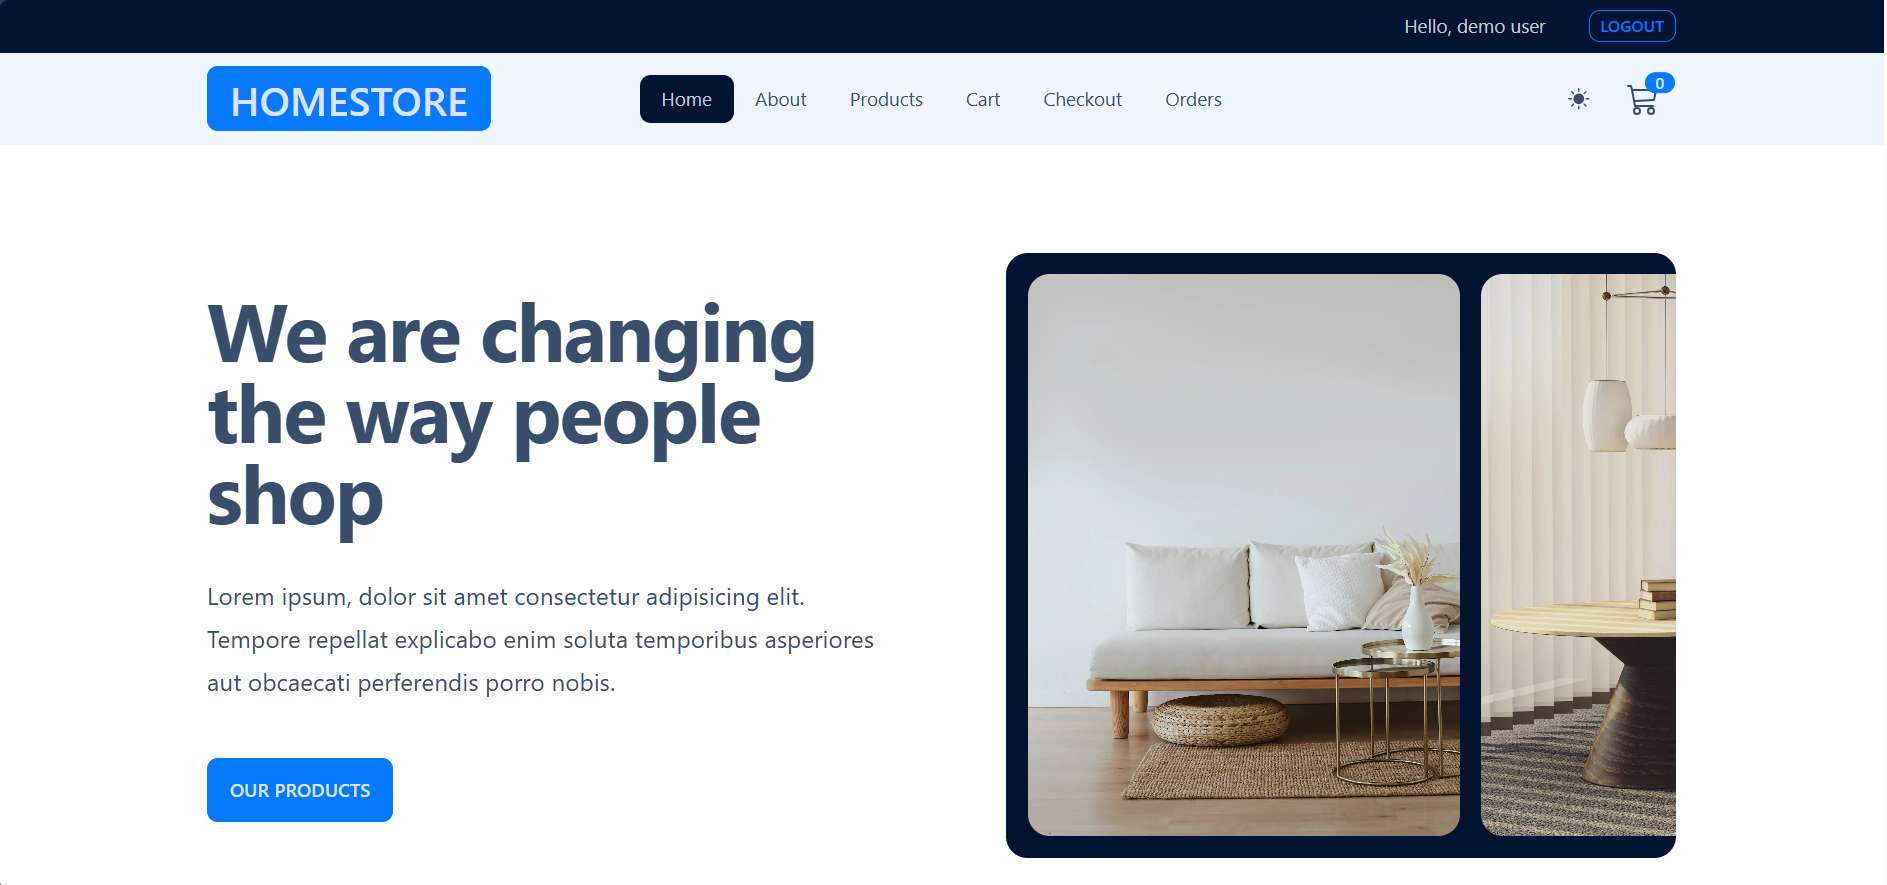 Hello, demo user
LOGOUT
HOMESTORE
Home
About
Products
Cart
Checkout
Orders
0
We are changing
the way people
shop
Lorem ipsum, dolor sit amet consectetur adipisicing elit.
Tempore repellat explicabo enim soluta temporibus asperiores
aut obcaecati perferendis porro nobis.
OUR PRODUCTS